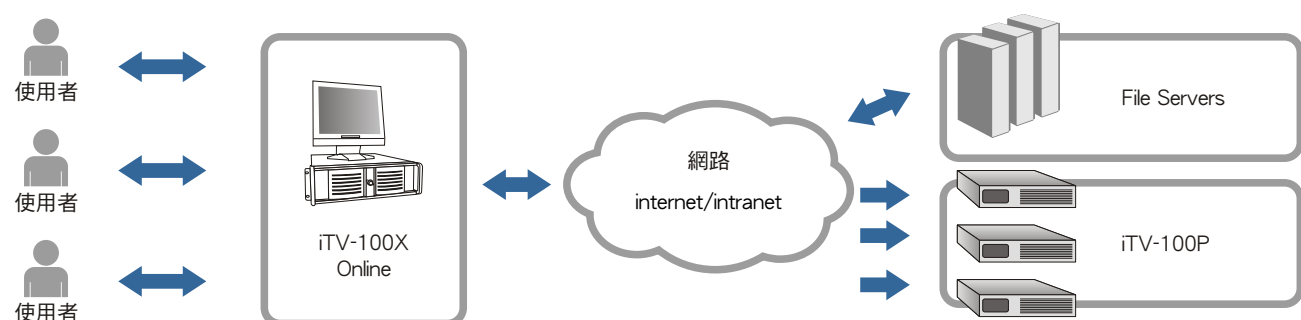 使用者
使用者
使用者
iTV-100X
Online
網路
internet/intranet
File Servers
iTV-100P